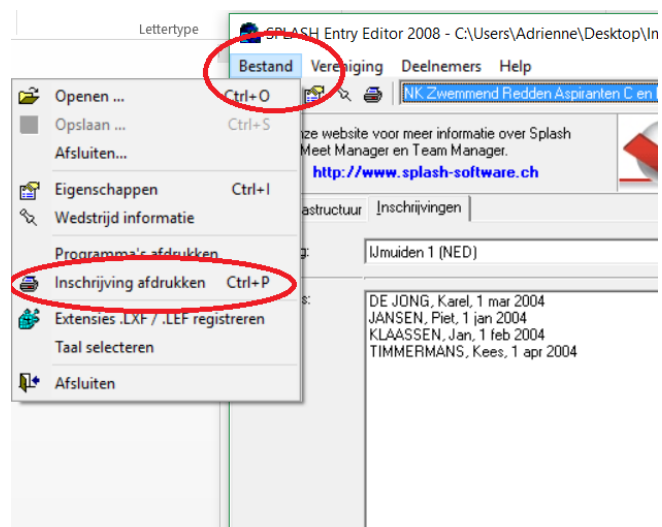 Lettertype
SPLASH Entry Editor 2008 - C:\Users\Adrienne\Desktop\In
Bestand Vereniging Deelnemers Help
NK Zwemmend Redden Aspiranten C en
Openen ... Ctrl+O
Opslaan ... Ctrl+S
Afsluiten...
Eigenschappen Ctrl+I
Wedstrijd informatie
Programma's afdrukken
Inschrijving afdrukken Ctrl+P
Extensies .LXF / .LEF registreren
Taal selecteren
Afsluiten
nze website voor meer informatie over Splash
Meet Manager en Team Manager.
http://www.splash-software.ch
astructuur Inschrijvingen
g:
IJmuiden 1 (NED)
s:
DE JONG, Karel, 1 mar 2004
JANSEN, Piet, 1 jan 2004
KLAASSEN, Jan, 1 feb 2004
TIMMERMANS, Kees, 1 apr 2004